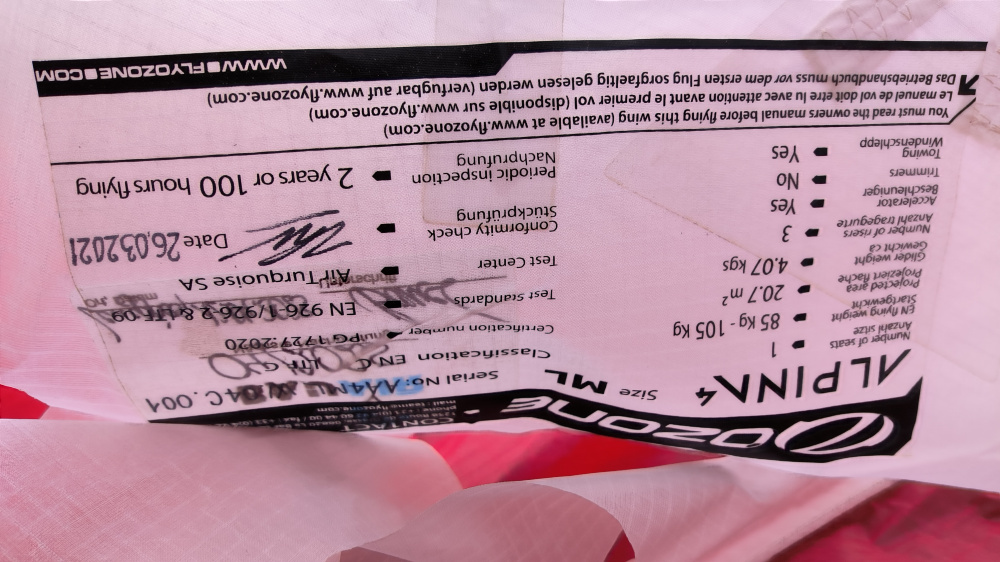 OZONE
CONTACT
ALPINA 4 Size ML
Number of seats
Anzahl sitze
1
EN flying weight
Startgewicht
85 Kg - 105 Kg
Projected area
Projeziert fläche
20.7 m²
Glider weight
Gewicht ca
4.07 kgs
Number of risers
Anzahl tragegurte
3
Accelerator
Beschleuniger
Yes
Trimmers
No
Towing
Windenschlepp
Yes
Serial No:
Classification EN C
Certification number
Test Standards
EN 926-1/926-2 & LTF 09
Test Center
Air Turquoise SA
Conformity check
Stückprüfung
Date 26.03.2021
Periodic inspection
Nachprüfung
2 years or 100 hours flying
You must read the owners manual before flying this wing (available at www.flyozone.com)
Le manuel de vol doit etre lu avec attention avant le premier vol (disponible sur www.flyozone.com)
Das Betriebshandbuch muss vor dem ersten Flug sorgfaeltig gelesen werden (verfugbar auf www.flyozone.com)
WWW.FLYOZONE.COM